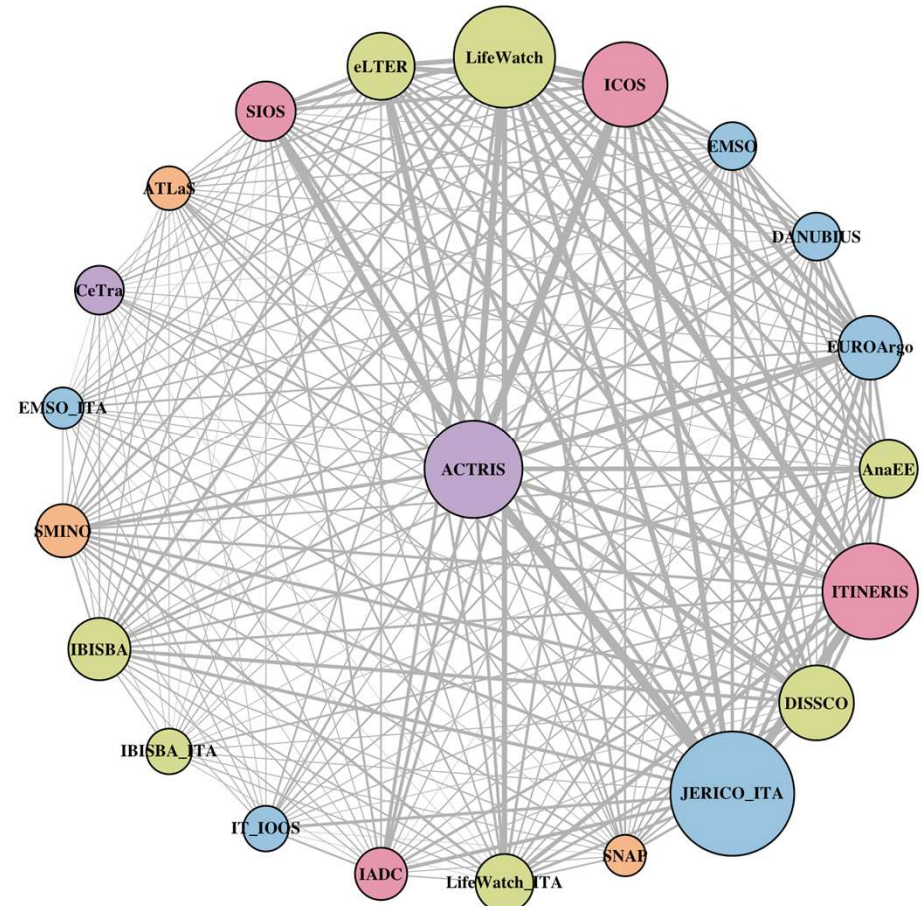 LifeWatch
eLTER
ICOS
SIOS
EMSO
ATLaS
DANUBIUS
CeTra
EUROArgo
EMSO_ITA
ACTRIS
AnaEE
SMINO
ITINERIS
IBISBA
DISSCO
IBISBA_ITA
JERICO_ITA
IT_IOOS
SNAP
IADC
LifeWatch_ITA